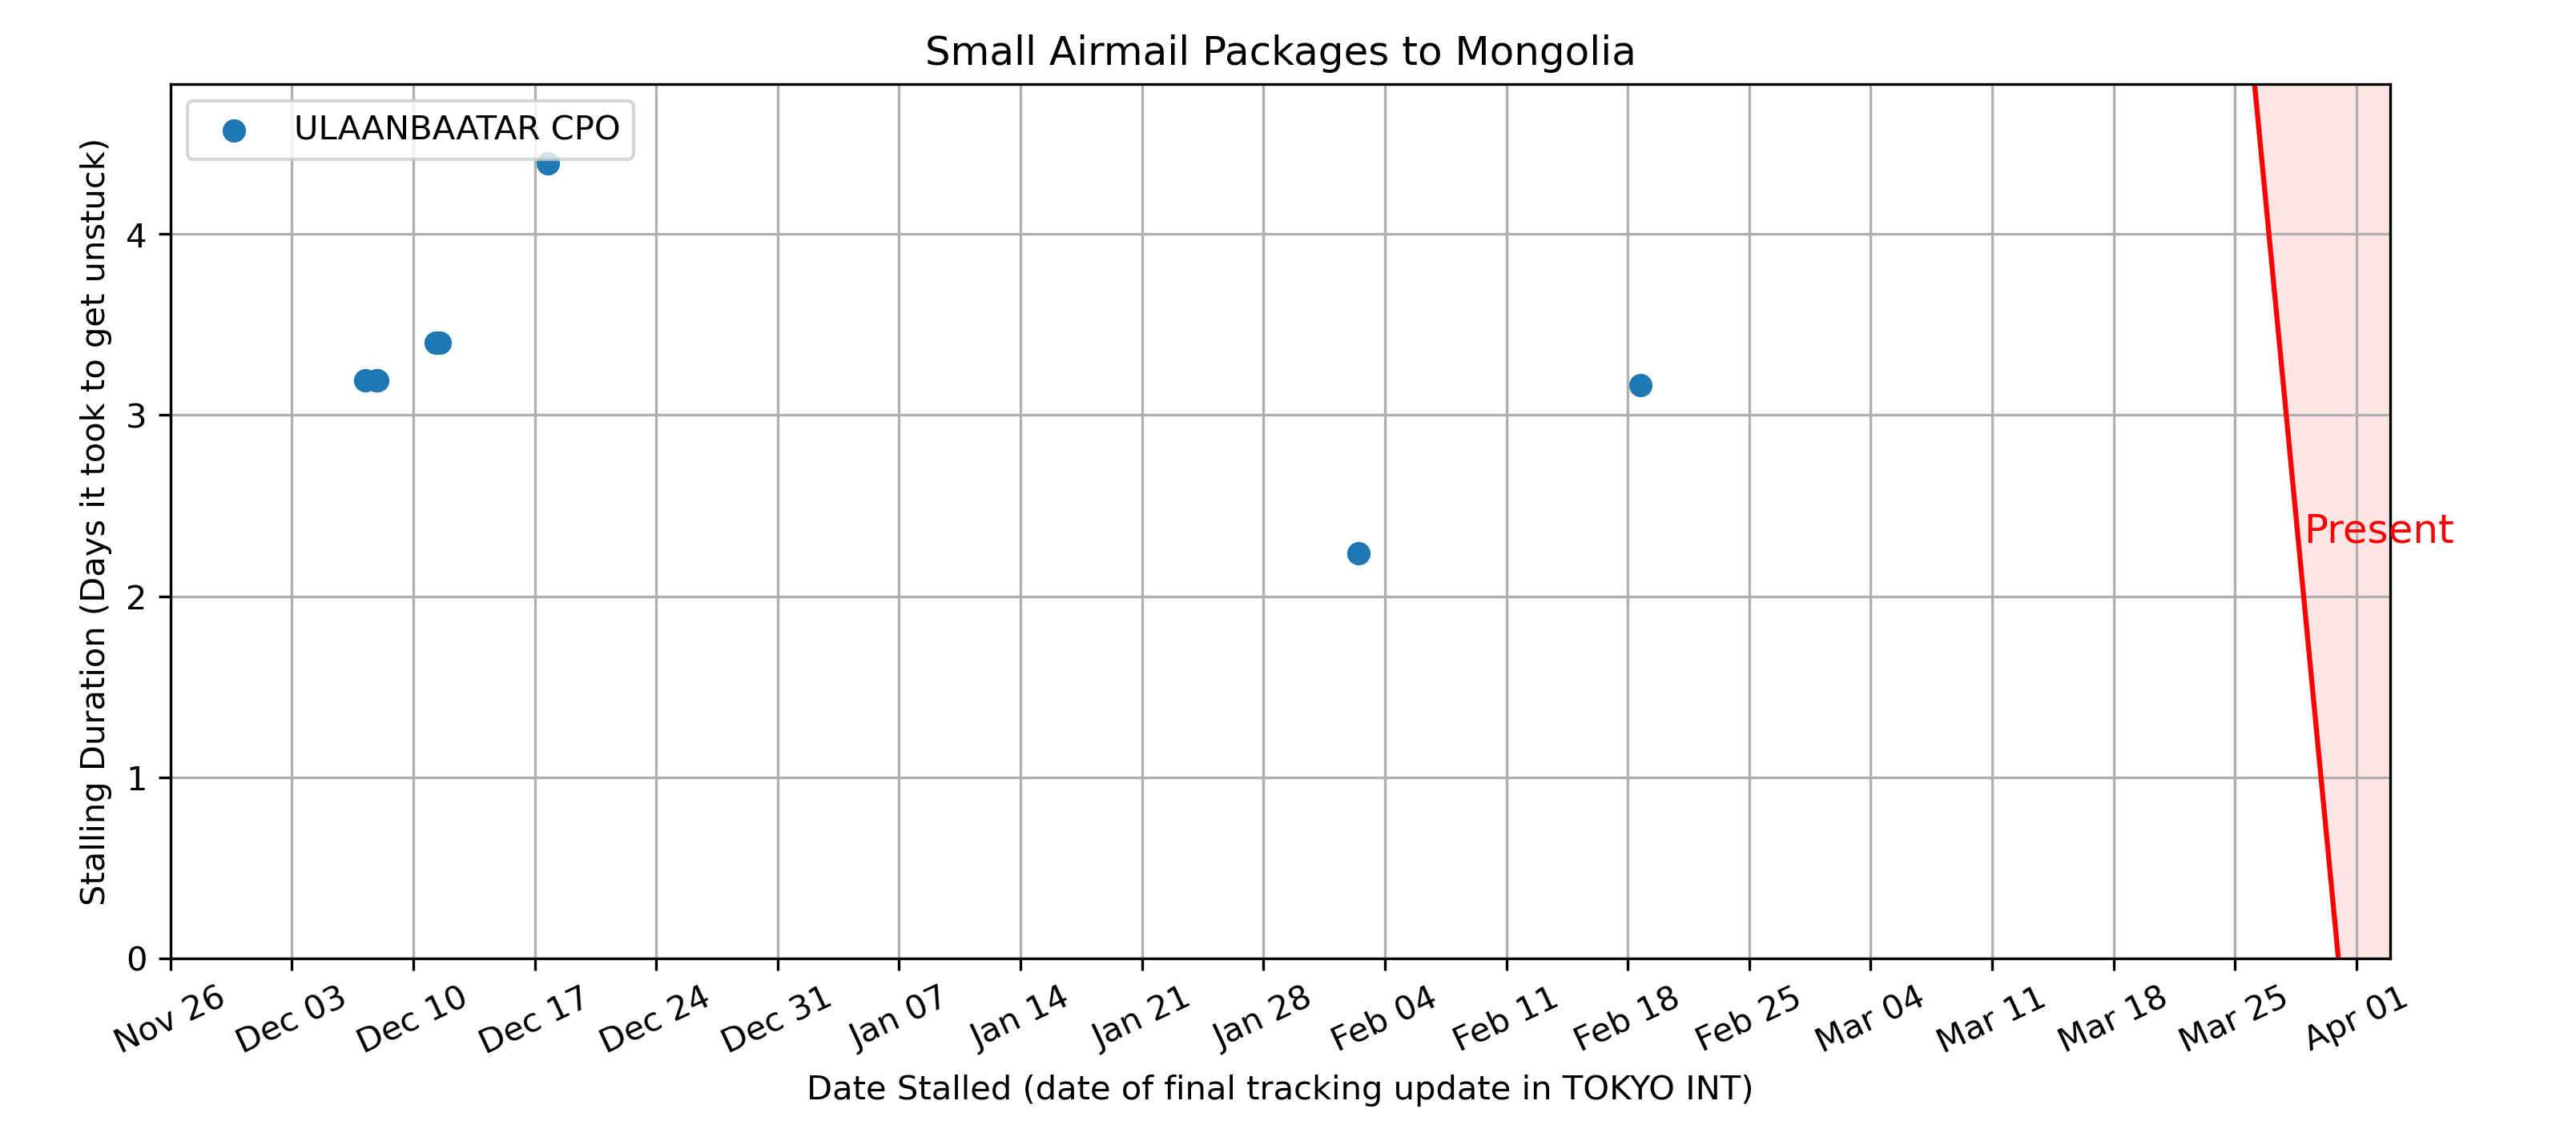 Small Airmail Packages to Mongolia
ULAANBAATAR CPO
Stalling Duration (Days it took to get unstuck)
4
3
2
1
0
Present
Nov 26
Dec 03
Dec 10
Dec 17
Dec 24
Dec 31
Jan 07
Jan 14
Jan 21
Jan 28
Feb 04
Feb 11
Feb 18
Feb 25
Mar 04
Mar 11
Mar 18
Mar 25
Apr 01
Date Stalled (date of final tracking update in TOKYO INT)